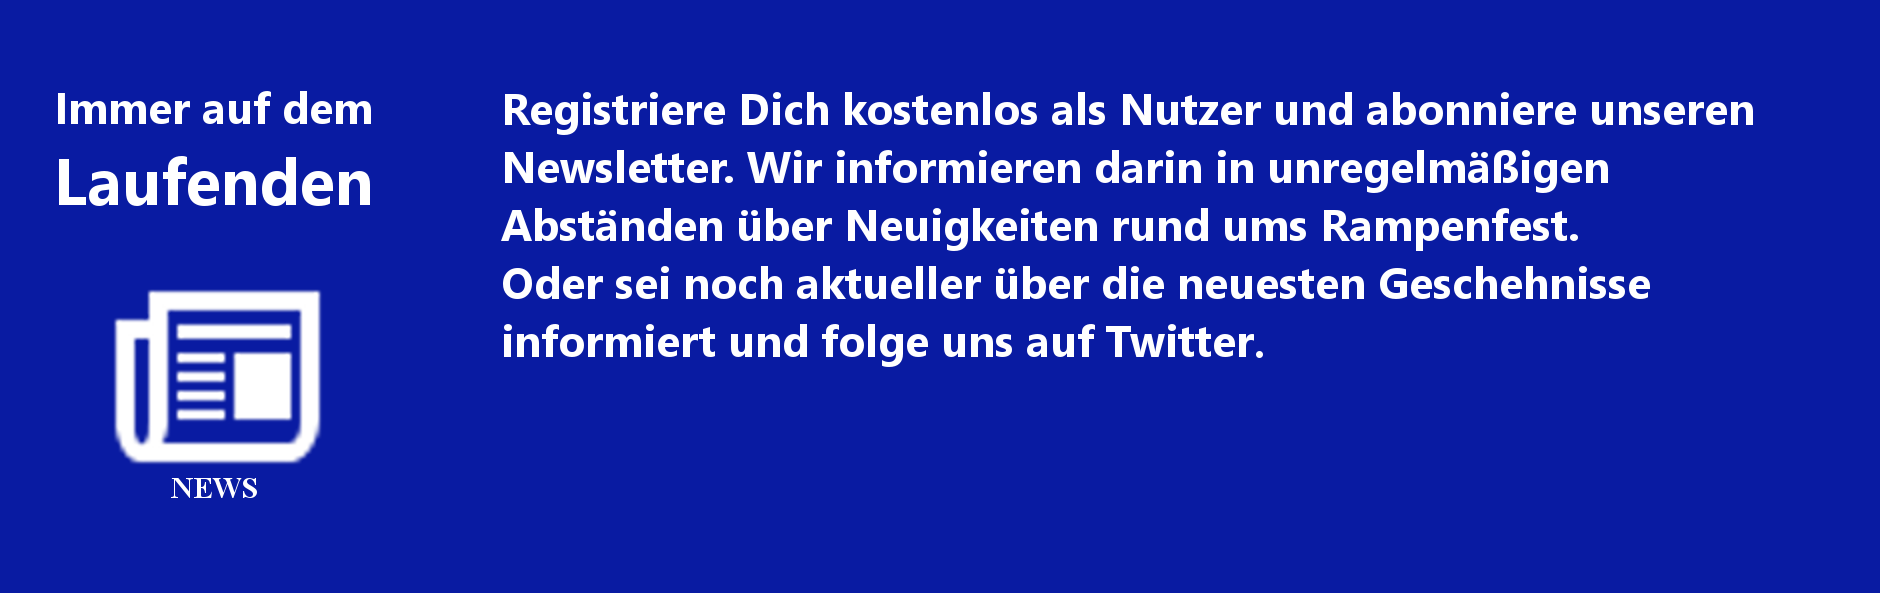 Immer auf dem
Laufenden
NEWS
Registriere Dich kostenlos als Nutzer und abonniere unseren
Newsletter. Wir informieren darin in unregelmäßigen
Abständen über Neuigkeiten rund ums Rampenfest.
Oder sei noch aktueller über die neuesten Geschehnisse
informiert und folge uns auf Twitter.